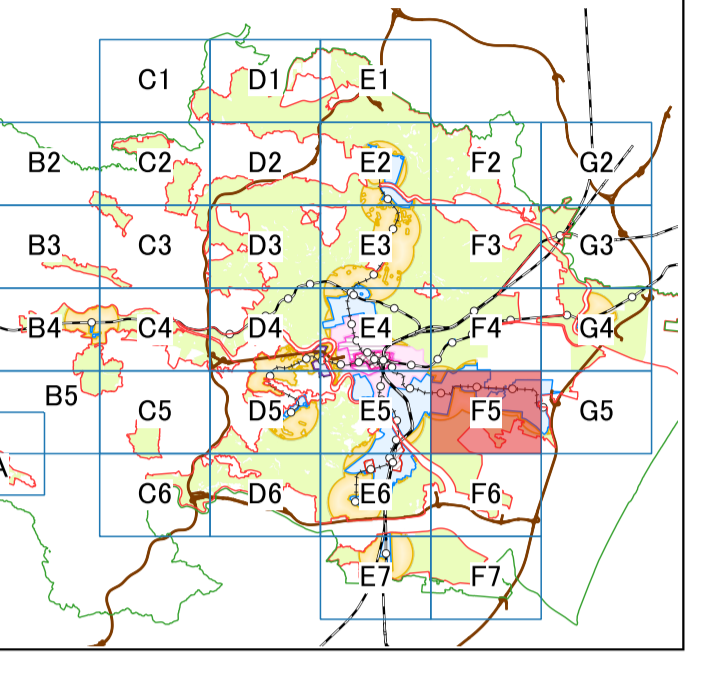 C1 D1 E1
B2 C2 D2 E2 F2 G2
B3 C3 D3 E3 F3 G3
B4 C4 D4 E4 F4 G4
B5 C5 D5 E5 F5 G5
A C6 D6 E6 F6
E7 F7